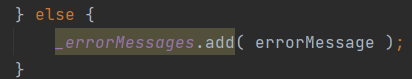 } else {
_errorMessages.add( errorMessage );
}